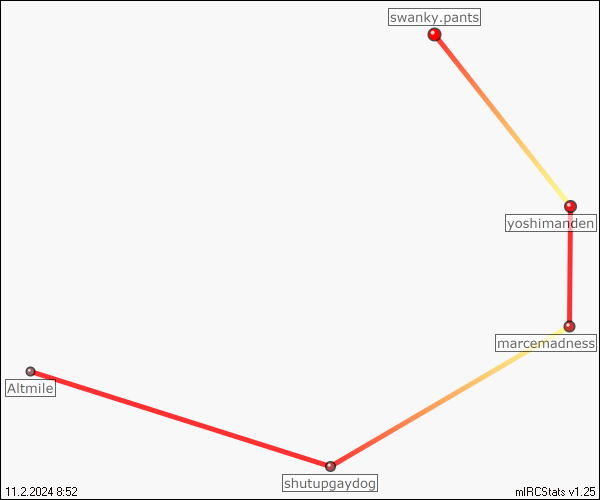 swanky.pants
yoshimanden
marcemadness
Altmile
shutupgaydog
11.2.2024 8:52
mIRCStats v1.25